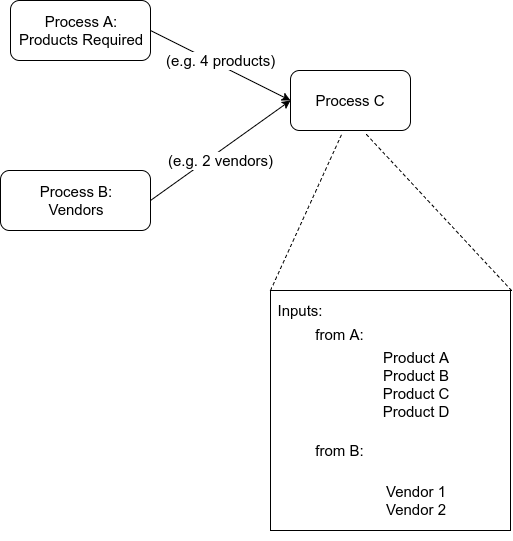 Process A:
Products Required
(e.g. 4 products)
Process C
(e.g. 2 vendors)
Process B:
Vendors
Inputs:
from A:
Product A
Product B
Product C
Product D
from B:
Vendor 1
Vendor 2